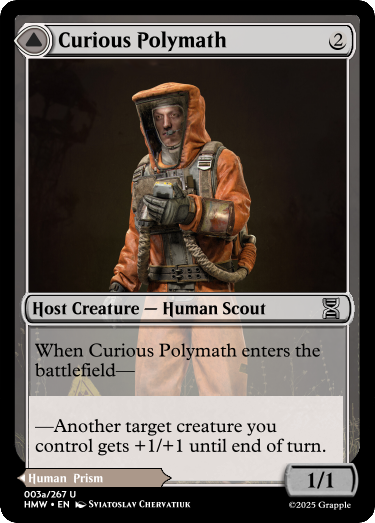 Curious Polymath
2
Host Creature — Human Scout
When Curious Polymath enters the
battlefield—
—Another target creature you
control gets +1/+1 until end of turn.
Human Prism
1/1
003a/267 U
HMW • EN Sviatoslav Chervatiuk
©2025 Grapple